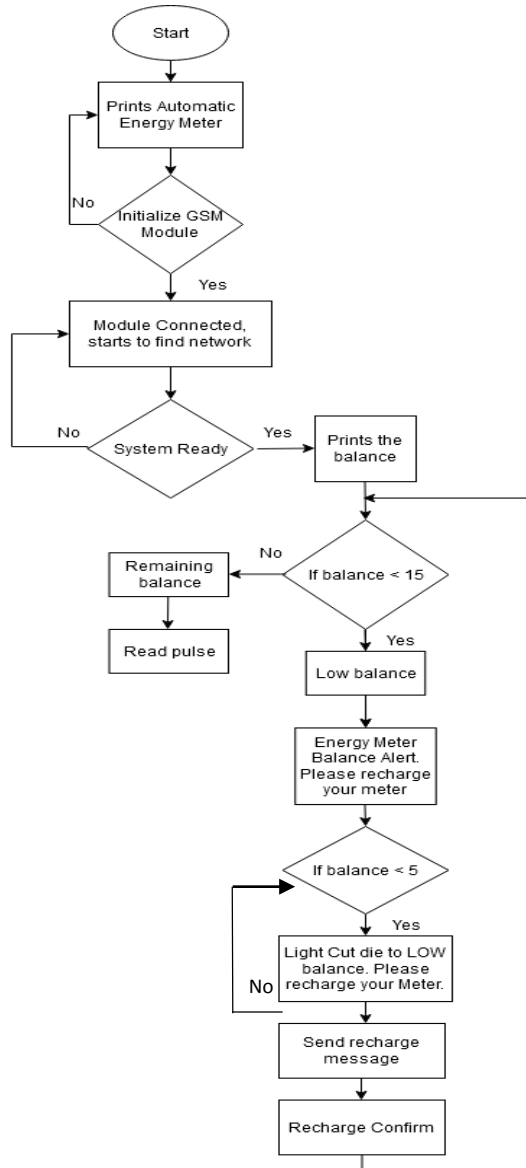 Start
Prints Automatic
Energy Meter
No
Initialize GSM
Module
Yes
Module Connected,
starts to find network
No
System Ready
Yes
Prints the
balance
No
Remaining
balance
If balance < 15
Read pulse
Yes
Low balance
Energy Meter
Balance Alert.
Please recharge
your meter
If balance < 5
Yes
Light Cut die to LOW
balance. Please
recharge your Meter.
No
Send recharge
message
Recharge Confirm